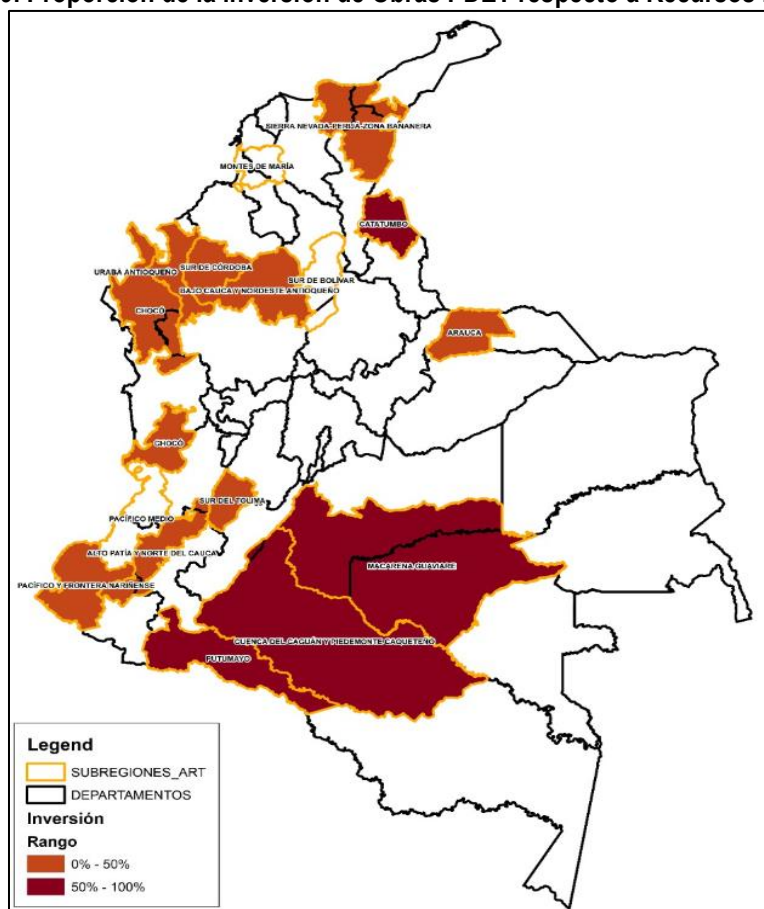 Proporción de la Inversión de Obras PDET respecto a Recursos
SIERRA NEVADA-PERIJA-ZONA BANANERA
MONTES DE MARÍA
CATATUMBO
URABÁ ANTIOQUEÑO
SUR DE CÓRDOBA
SUR DE BOLÍVAR
BAJO CAUCA Y NORDESTE ANTIOQUEÑO
CHOCÓ
ARAUCA
CHOCÓ
SUR DEL TOLIMA
PACÍFICO MEDIO
ALTO PATÍA Y NORTE DEL CAUCA
MACARENA GUAVIARE
PACÍFICO Y FRONTERA NARIÑENSE
CUENCA DEL CAGUÁN Y PIEDEMONTE CAQUETEÑO
PUTUMAYO
Legend
SUBREGIONES_ART
DEPARTAMENTOS
Inversión
Rango
0% - 50%
50% - 100%